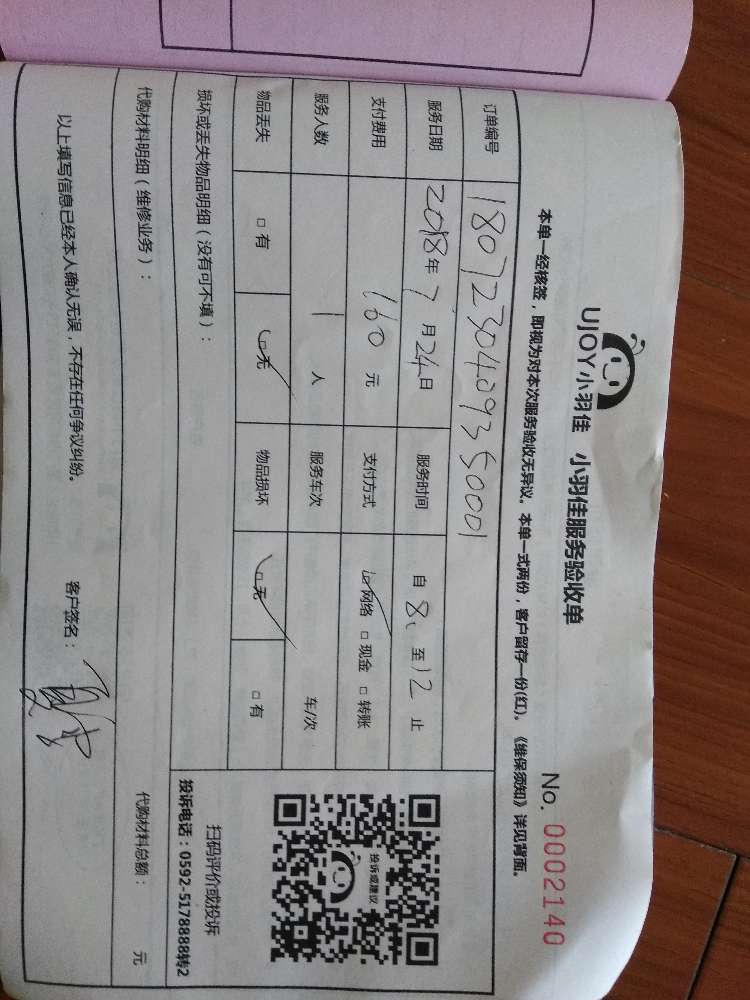 UJOY小羽佳 小羽佳服务验收单
No. 0002140
本单一经核签，即视为对本次服务验收无异议。本单一式两份，客户留存一份(红)。《维保须知》详见背面。
订单编号 1807230409350001
服务日期 2018年7月24日 服务时间 自8、至12止
支付费用 160元 支付方式 ☑网络 □现金 □转账
服务人数 1人 服务车次 车/次
物品丢失 □有 ☑无 物品损坏 ☑无 □有
投诉或建议
扫码评价或投诉
投诉电话：0592-5178888转2
损坏或丢失物品明细（没有可不填）：
代购材料明细（维修业务）： 代购材料总额： 元
以上填写信息已经本人确认无误，不存在任何争议纠纷。 客户签名：